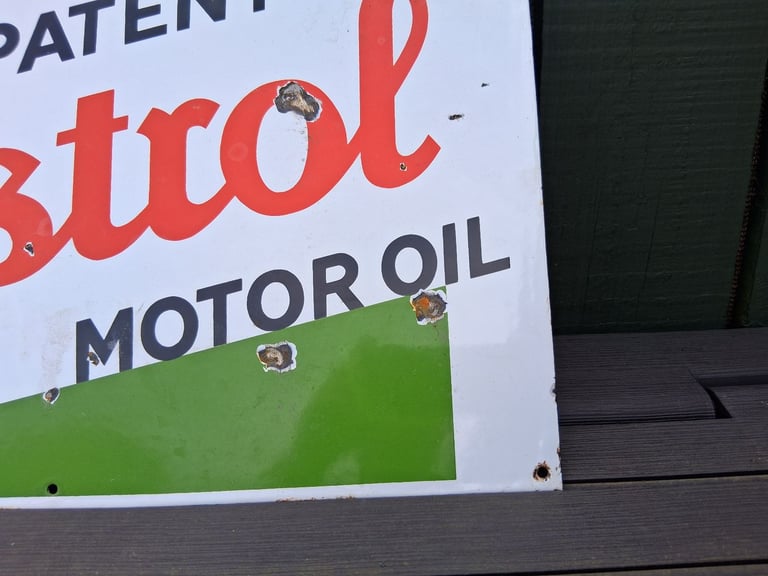 PATENT
strol
MOTOR OIL